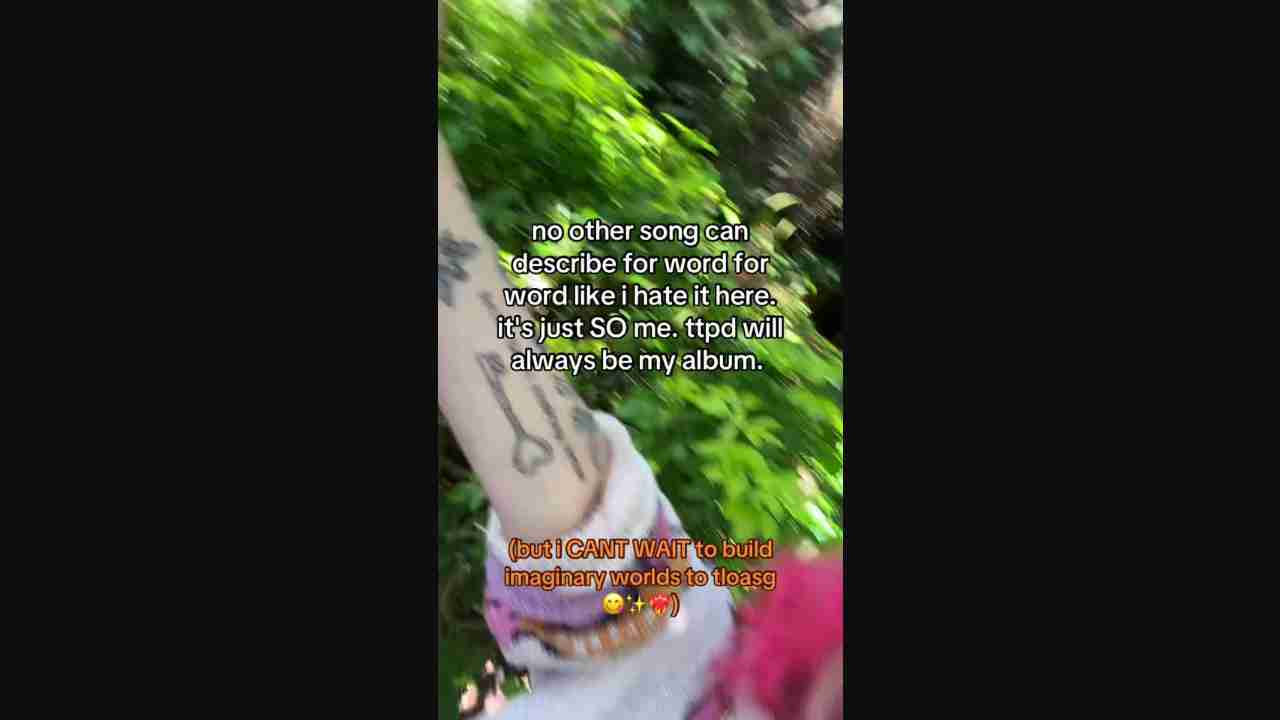 no other song can
describe for word for
word like i hate it here.
it's just SO me. ttpd will
always be my album.
(but i CANT WAIT to build
imaginary worlds to tloasg
😋✨❤️‍🔥)